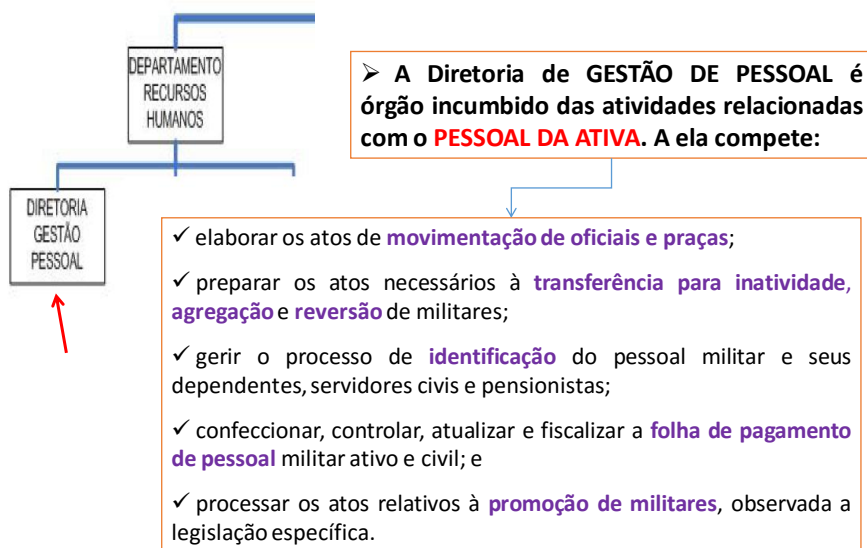 DEPARTAMENTO
RECURSOS
HUMANOS
DIRETORIA
GESTÃO
PESSOAL
➢ A Diretoria de GESTÃO DE PESSOAL é
órgão incumbido das atividades relacionadas
com o PESSOAL DA ATIVA. A ela compete:
✓ elaborar os atos de movimentação de oficiais e praças;
✓ preparar os atos necessários à transferência para inatividade,
agregação e reversão de militares;
✓ gerir o processo de identificação do pessoal militar e seus
dependentes, servidores civis e pensionistas;
✓ confeccionar, controlar, atualizar e fiscalizar a folha de pagamento
de pessoal militar ativo e civil; e
✓ processar os atos relativos à promoção de militares, observada a
legislação específica.